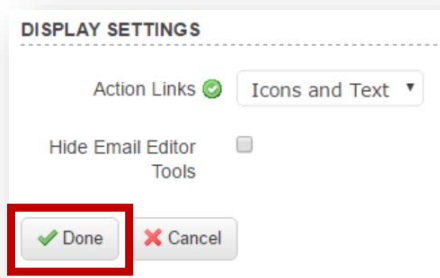 DISPLAY SETTINGS
Action Links Icons and Text
Hide Email Editor
Tools
Done Cancel